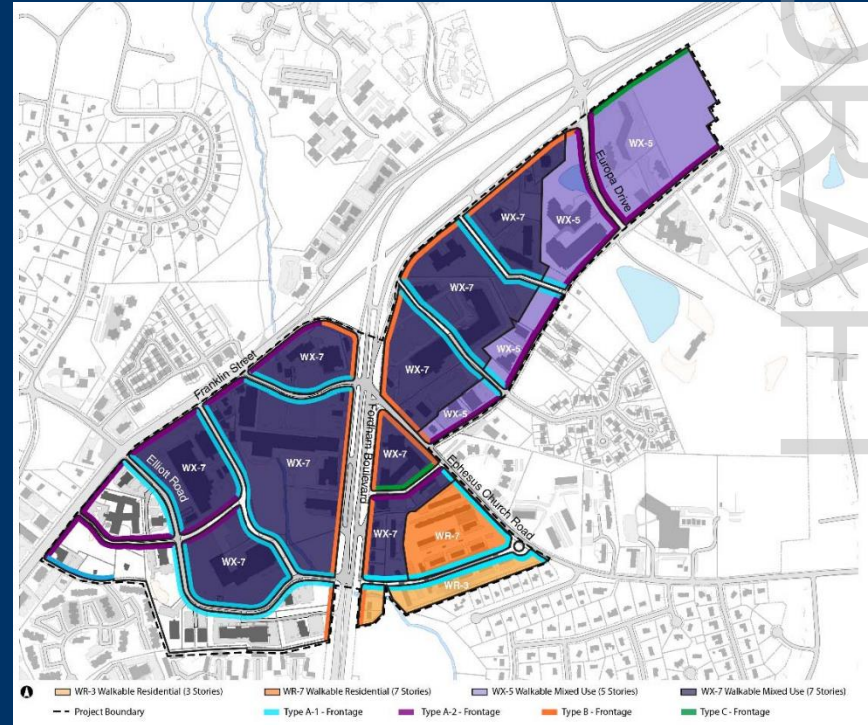 DRAFT
WX-5
Europa Drive
WX-7
WX-5
WX-7
WX-7
WX-5
WX-5
Franklin Street
WX-7
Fordham Boulevard
WX-7
WX-7
Elliott Road
WX-7
Ephesus Church Road
WX-7
WR-7
WX-7
WR-3
WR-3 Walkable Residential (3 Stories)
WR-7 Walkable Residential (7 Stories)
WX-5 Walkable Mixed Use (5 Stories)
WX-7 Walkable Mixed Use (7 Stories)
Project Boundary
Type A-1 - Frontage
Type A-2 - Frontage
Type B - Frontage
Type C - Frontage